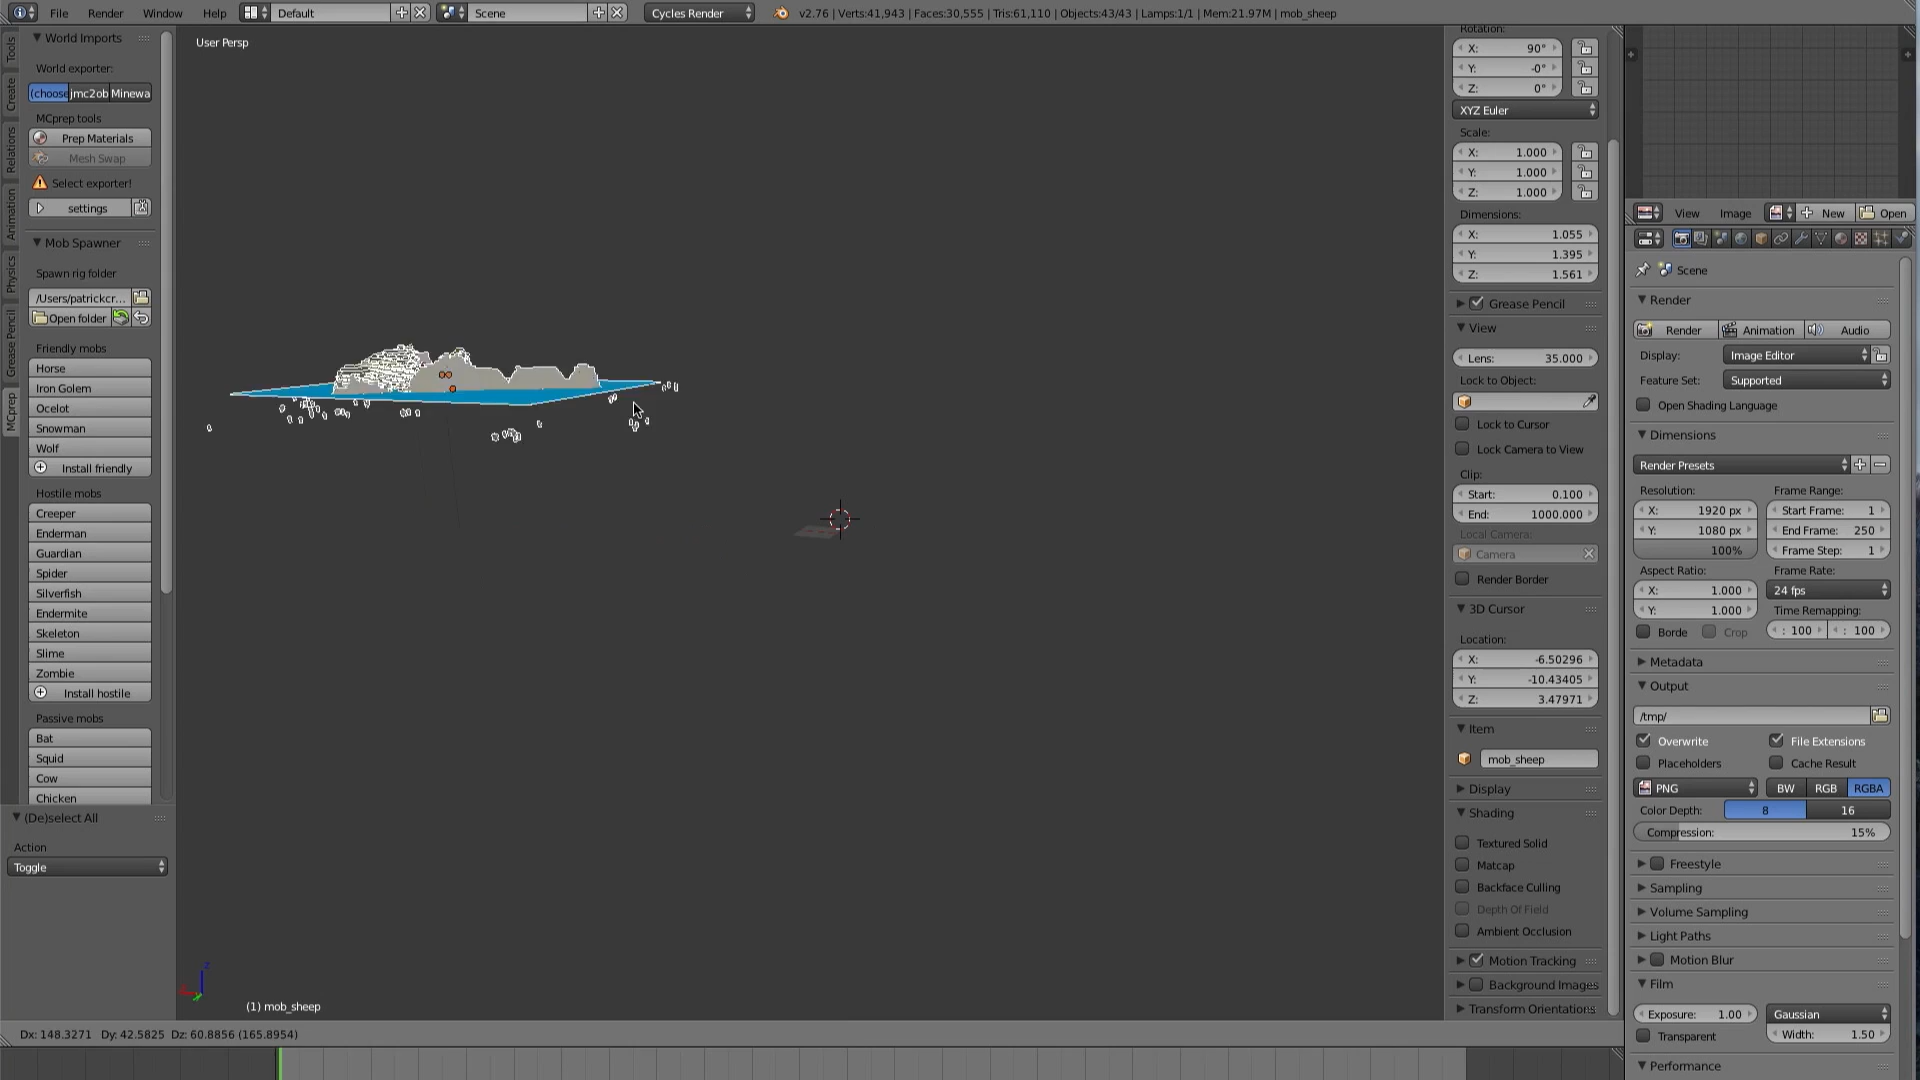 File Render Window Help Default Scene Cycles Render v2.76 | Verts:41,943 | Faces:30,555 | Tris:61,110 | Objects:43/43 | Lamps:1/1 | Mem:21.97M | mob_sheep
Tools
Create
Relations
Animation
Physics
Grease Pencil
MCprep
World Imports
World exporter:
(choose jmc2ob Minewa
MCprep tools
Prep Materials
Mesh Swap
Select exporter!
settings
Mob Spawner
Spawn rig folder
/Users/patrickcr...
Open folder
Friendly mobs
Horse
Iron Golem
Ocelot
Snowman
Wolf
Install friendly
Hostile mobs
Creeper
Enderman
Guardian
Spider
Silverfish
Endermite
Skeleton
Slime
Zombie
Install hostile
Passive mobs
Bat
Squid
Cow
Chicken
(De)select All
Action
Toggle
User Persp
(1) mob_sheep
Dx: 148.3271 Dy: 42.5825 Dz: 60.8856 (165.8954)
Rotation:
X: 90°
Y: -0°
Z: 0°
XYZ Euler
Scale:
X: 1.000
Y: 1.000
Z: 1.000
Dimensions:
X: 1.055
Y: 1.395
Z: 1.561
Grease Pencil
View
Lens: 35.000
Lock to Object:
Lock to Cursor
Lock Camera to View
Clip:
Start: 0.100
End: 1000.000
Local Camera:
Camera
Render Border
3D Cursor
Location:
X: -6.50296
Y: -10.43405
Z: 3.47971
Item
mob_sheep
Display
Shading
Textured Solid
Matcap
Backface Culling
Depth Of Field
Ambient Occlusion
Motion Tracking
Background Images
Transform Orientations
View Image New Open
Scene
Render
Render Animation Audio
Display: Image Editor
Feature Set: Supported
Open Shading Language
Dimensions
Render Presets
Resolution: Frame Range:
X: 1920 px Start Frame: 1
Y: 1080 px End Frame: 250
100% Frame Step: 1
Aspect Ratio: Frame Rate:
X: 1.000 24 fps
Y: 1.000 Time Remapping:
Borde Crop : 100 : 100
Metadata
Output
/tmp/
Overwrite File Extensions
Placeholders Cache Result
PNG BW RGB RGBA
Color Depth: 8 16
Compression: 15%
Freestyle
Sampling
Volume Sampling
Light Paths
Motion Blur
Film
Exposure: 1.00 Gaussian
Transparent Width: 1.50
Performance